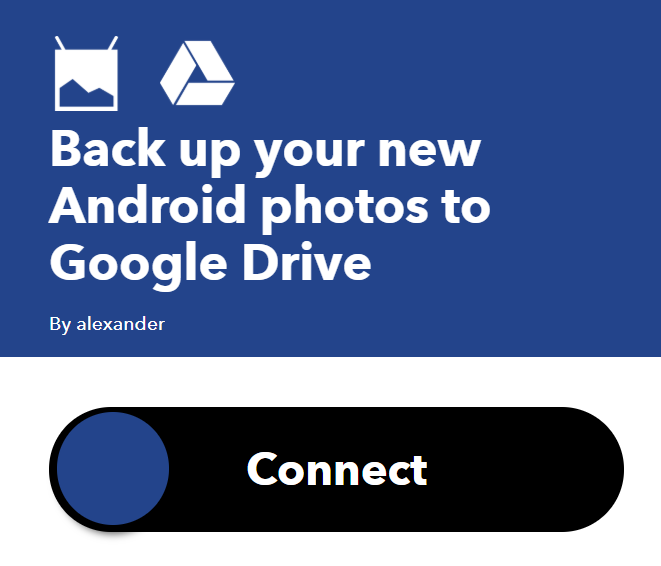 Back up your new
Android photos to
Google Drive
By alexander
Connect